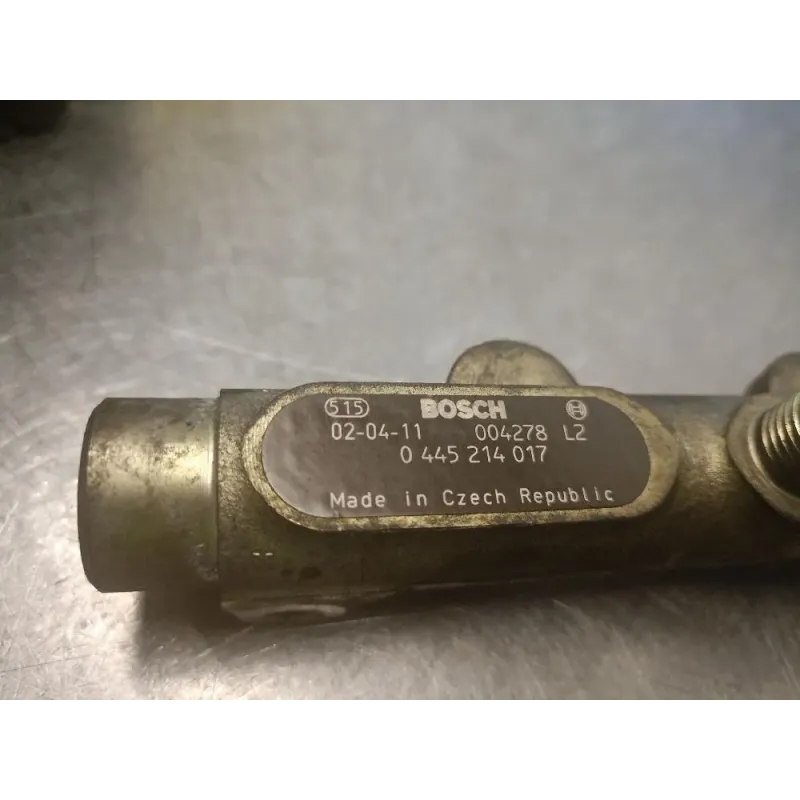 515 BOSCH
02-04-11 004278 L2
0 445 214 017
Made in Czech Republic